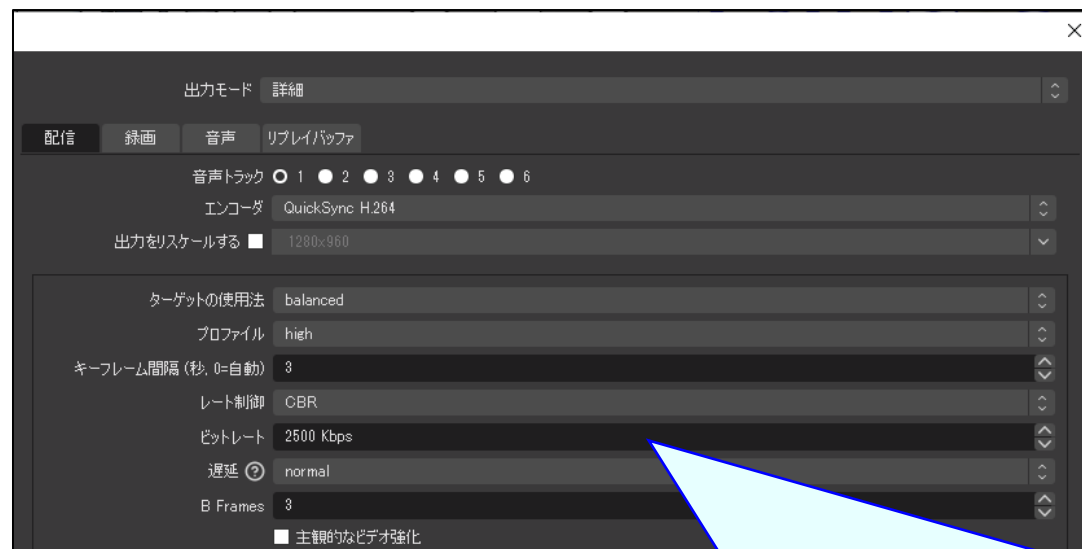 出力モード 詳細
配信 録画 音声 リプレイバッファ
音声トラック 1 2 3 4 5 6
エンコーダ QuickSync H.264
出力をリスケールする 1280x960
ターゲットの使用法 balanced
プロファイル high
キーフレーム間隔 (秒, 0=自動) 3
レート制御 CBR
ビットレート 2500 Kbps
遅延 ? normal
B Frames 3
主観的なビデオ強化